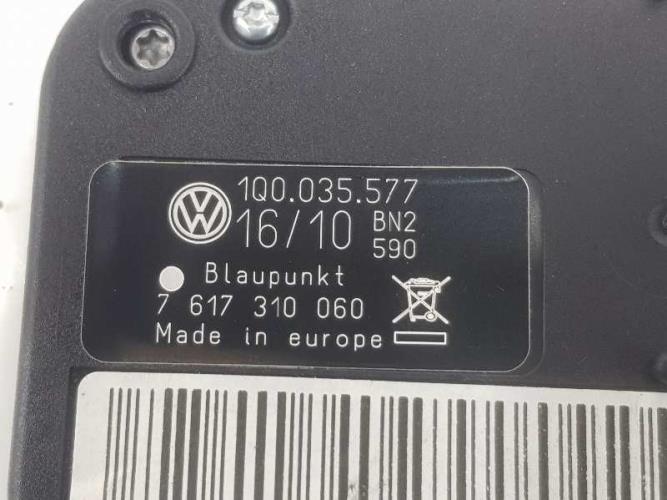 1Q0.035.577
16/10 BN2
590
Blaupunkt
7 617 310 060
Made in europe